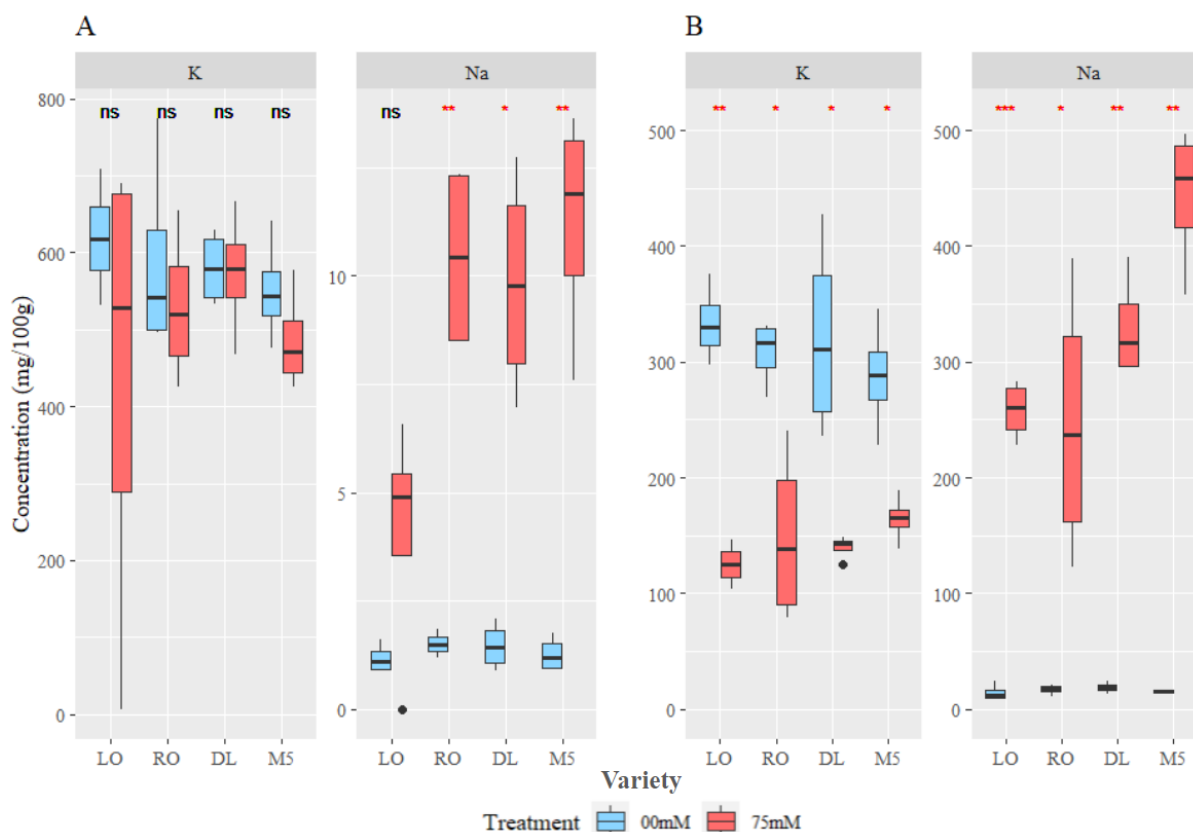 A
B
K
Na
K
Na
ns
ns
ns
ns
ns
**
*
**
**
*
*
*
***
*
**
**
800
600
400
200
0
10
5
0
500
400
300
200
100
0
500
400
300
200
100
0
Concentration (mg/100g)
LO RO DL M5
LO RO DL M5
LO RO DL M5
LO RO DL M5
Variety
Treatment 00mM 75mM